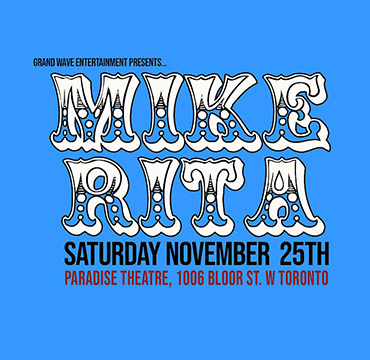 GRAND WAVE ENTERTAINMENT PRESENTS...
MIKE
RITA
SATURDAY NOVEMBER 25TH
PARADISE THEATRE, 1006 BLOOR ST. W TORONTO